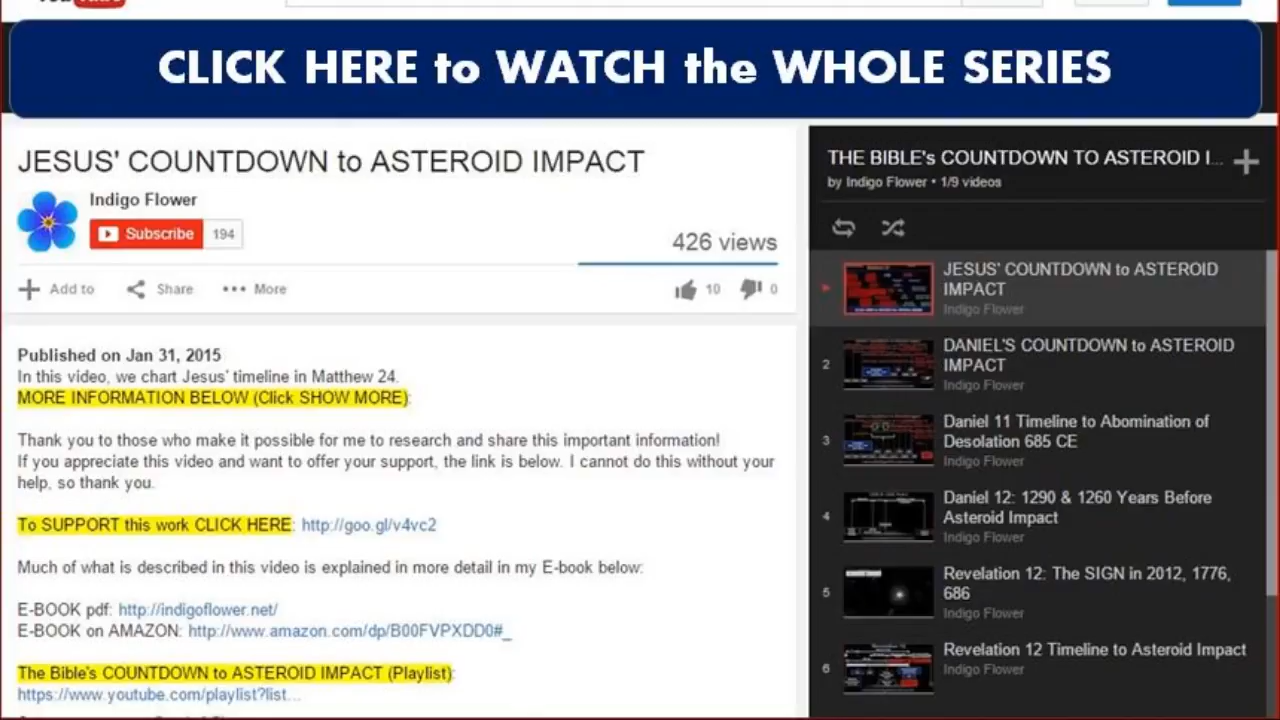 CLICK HERE to WATCH the WHOLE SERIES
JESUS' COUNTDOWN to ASTEROID IMPACT
Indigo Flower
Subscribe 194
426 views
Add to Share More 10 0
Published on Jan 31, 2015
In this video, we chart Jesus' timeline in Matthew 24.
MORE INFORMATION BELOW (Click SHOW MORE):
Thank you to those who make it possible for me to research and share this important information!
If you appreciate this video and want to offer your support, the link is below. I cannot do this without your
help, so thank you.
To SUPPORT this work CLICK HERE: http://goo.gl/v4vc2
Much of what is described in this video is explained in more detail in my E-book below:
E-BOOK pdf: http://indigoflower.net/
E-BOOK on AMAZON: http://www.amazon.com/dp/B00FVPXDD0#_
The Bible's COUNTDOWN to ASTEROID IMPACT (Playlist):
https://www.youtube.com/playlist?list...
THE BIBLE's COUNTDOWN TO ASTEROID I...
by Indigo Flower • 1/9 videos
JESUS' COUNTDOWN to ASTEROID
IMPACT
Indigo Flower
2
DANIEL'S COUNTDOWN to ASTEROID
IMPACT
Indigo Flower
3
Daniel 11 Timeline to Abomination of
Desolation 685 CE
Indigo Flower
4
Daniel 12: 1290 & 1260 Years Before
Asteroid Impact
Indigo Flower
5
Revelation 12: The SIGN in 2012, 1776,
686
Indigo Flower
6
Revelation 12 Timeline to Asteroid Impact
Indigo Flower